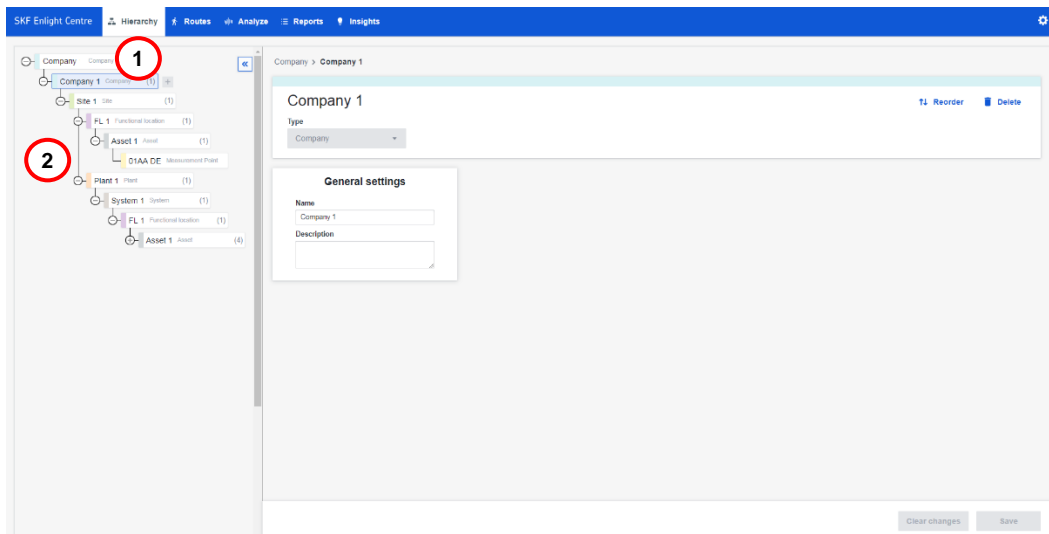 SKF Enlight Centre Hierarchy Routes Analyze Reports Insights
1
Company Company
Company 1 Company (1) +
Site 1 Site (1)
FL 1 Functional location (1)
Asset 1 Asset (1)
2
01AA DE Measurement Point
Plant 1 Plant (1)
System 1 System (1)
FL 1 Functional location (1)
Asset 1 Asset (4)
«
Company > Company 1
Company 1
Reorder Delete
Type
Company
General settings
Name
Company 1
Description
Clear changes Save